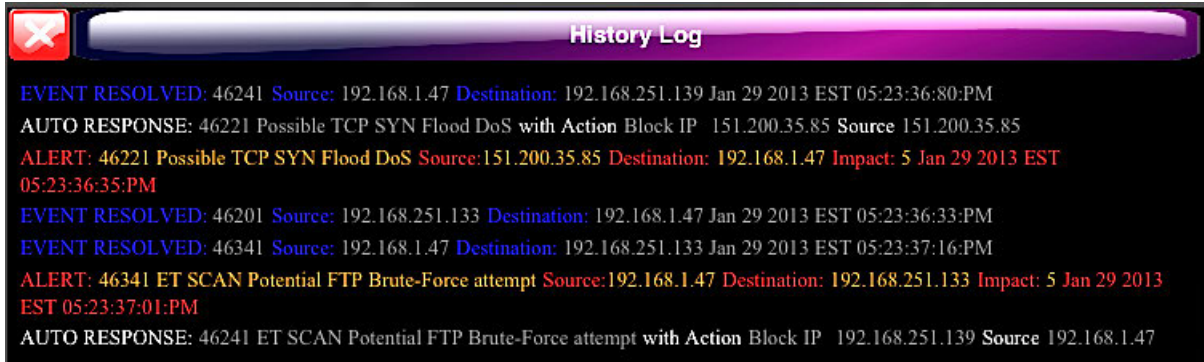 History Log
EVENT RESOLVED: 46241 Source: 192.168.1.47 Destination: 192.168.251.139 Jan 29 2013 EST 05:23:36:80:PM
AUTO RESPONSE: 46221 Possible TCP SYN Flood DoS with Action Block IP 151.200.35.85 Source 151.200.35.85
ALERT: 46221 Possible TCP SYN Flood DoS Source:151.200.35.85 Destination: 192.168.1.47 Impact: 5 Jan 29 2013 EST
05:23:36:35:PM
EVENT RESOLVED: 46201 Source: 192.168.251.133 Destination: 192.168.1.47 Jan 29 2013 EST 05:23:36:33:PM
EVENT RESOLVED: 46341 Source: 192.168.1.47 Destination: 192.168.251.133 Jan 29 2013 EST 05:23:37:16:PM
ALERT: 46341 ET SCAN Potential FTP Brute-Force attempt Source:192.168.1.47 Destination: 192.168.251.133 Impact: 5 Jan 29 2013
EST 05:23:37:01:PM
AUTO RESPONSE: 46241 ET SCAN Potential FTP Brute-Force attempt with Action Block IP 192.168.251.139 Source 192.168.1.47